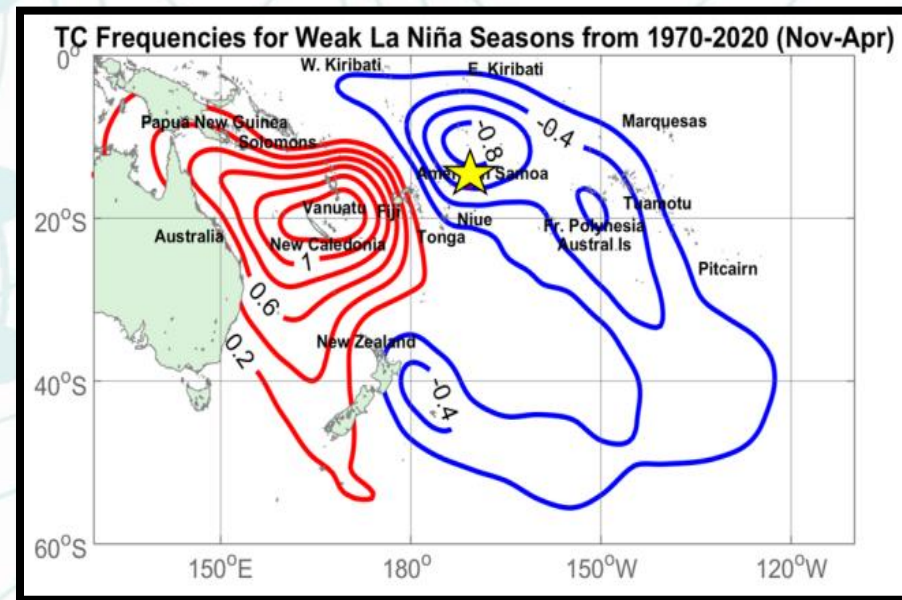 TC Frequencies for Weak La Niña Seasons from 1970-2020 (Nov-Apr)
0°
W. Kiribati
E. Kiribati
-0.8
-0.4
Papua New Guinea
Marquesas
Solomons
American Samoa
Vanuatu
Fiji
Tuamotu
20°S
Niue
Fr. Polynesia
Australia
New Caledonia
Tonga
Austral Is
1
Pitcairn
0.6
0.2
New Zealand
40°S
-0.4
60°S
150°E
180°
150°W
120°W